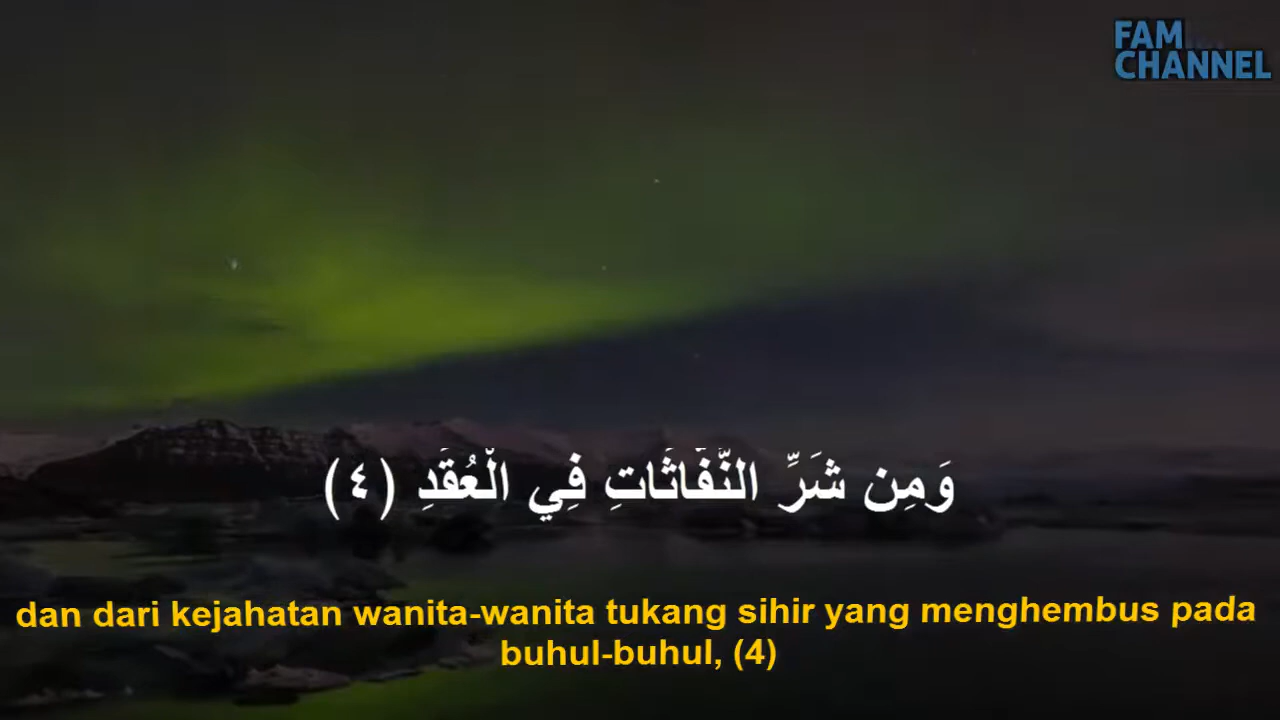 FAM
CHANNEL
وَمِن شَرِّ النَّفَّاثَاتِ فِي الْعُقَدِ (٤)
dan dari kejahatan wanita-wanita tukang sihir yang menghembus pada
buhul-buhul, (4)